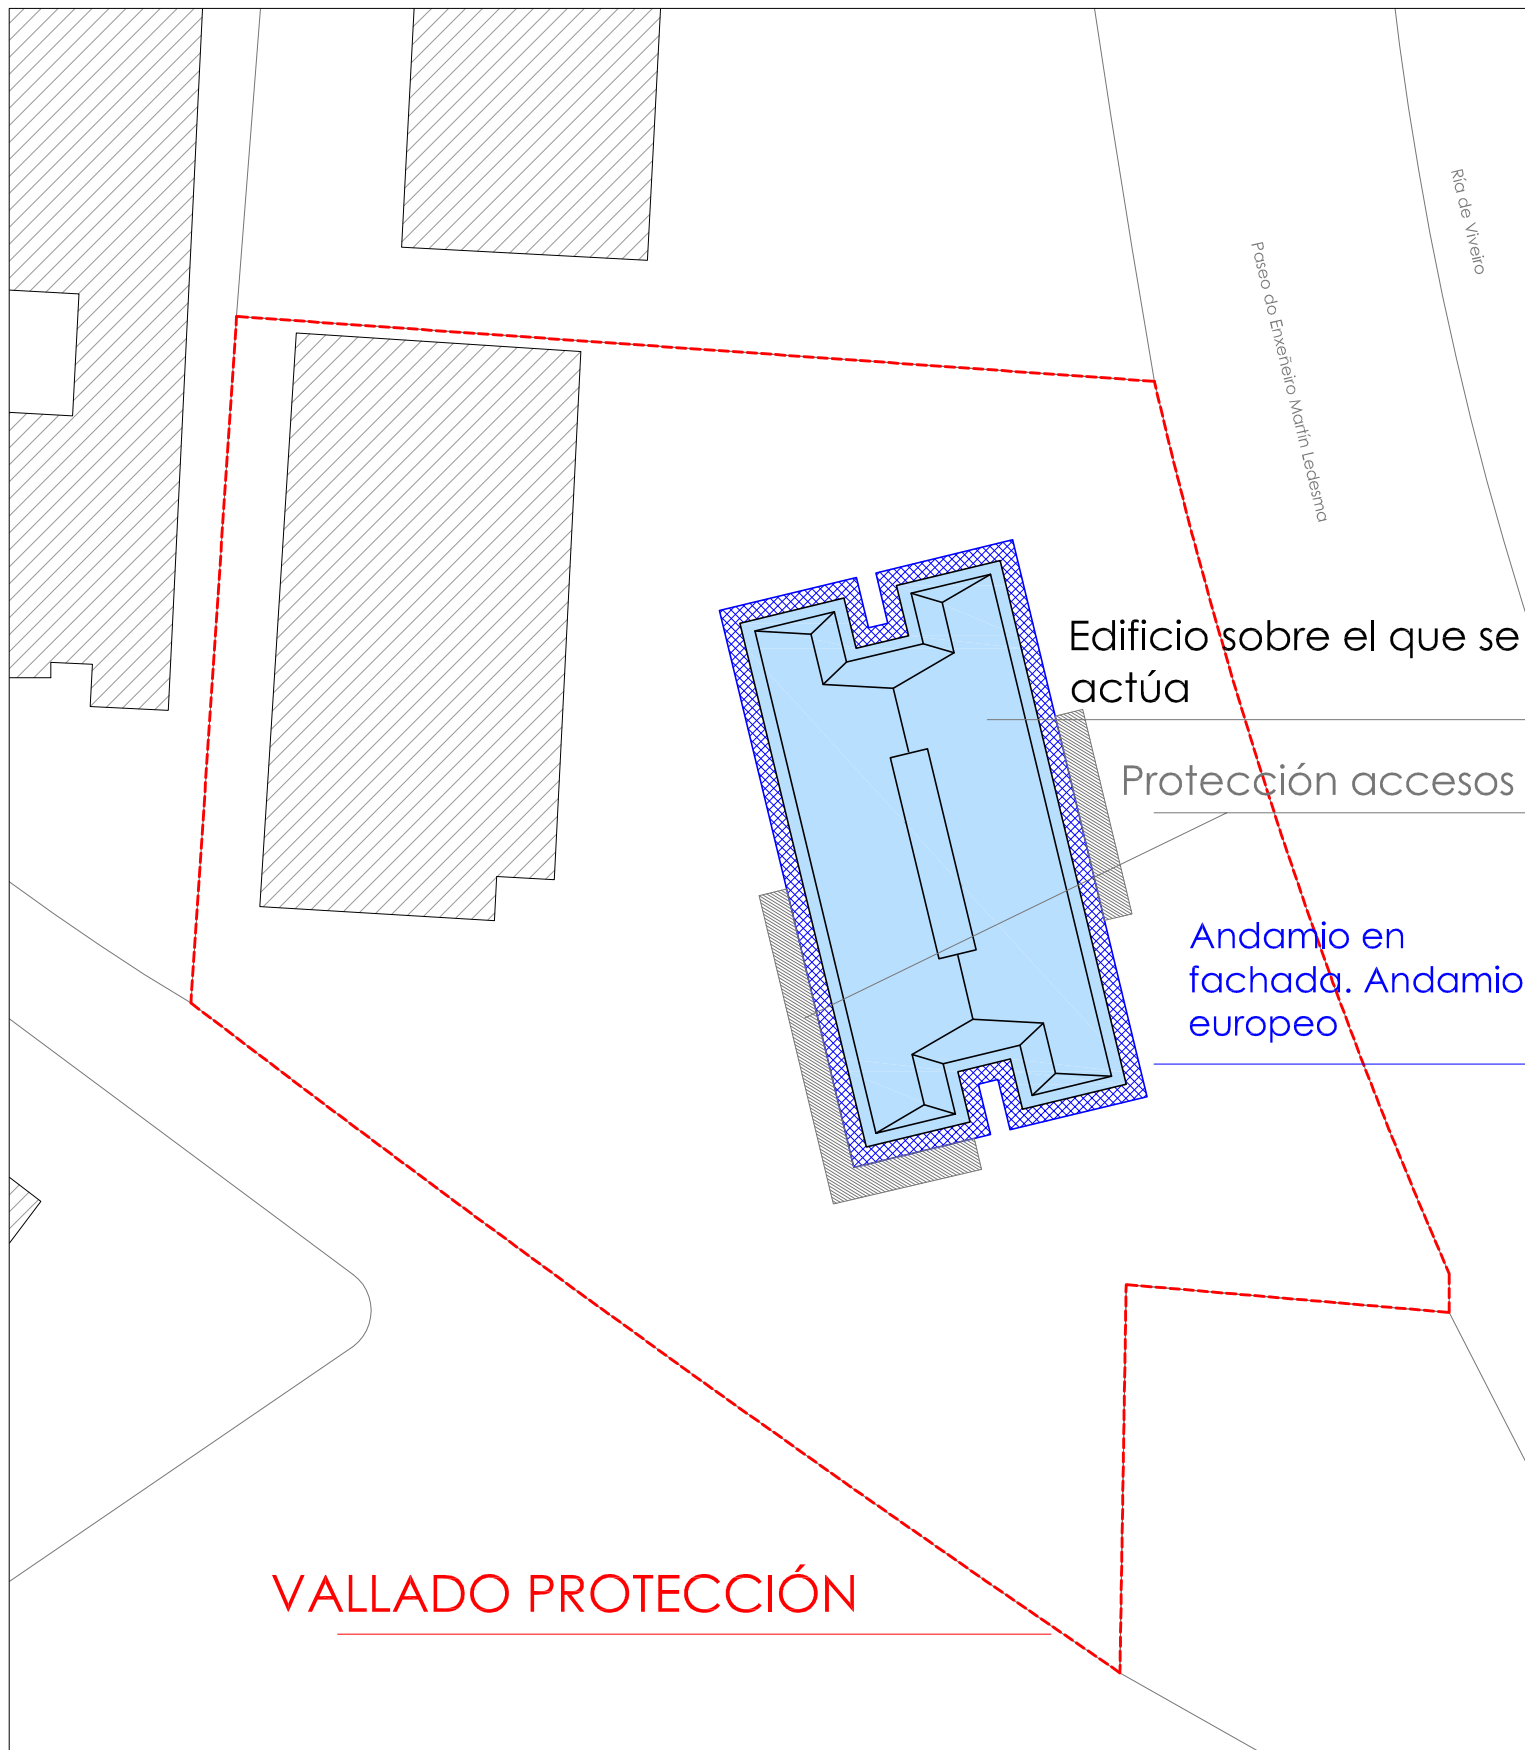 Ría de Viveiro
Paseo do Enxeñeiro Martín Ledesma
Edificio sobre el que se
actúa
Protección accesos
Andamio en
fachada. Andamio
europeo
VALLADO PROTECCIÓN